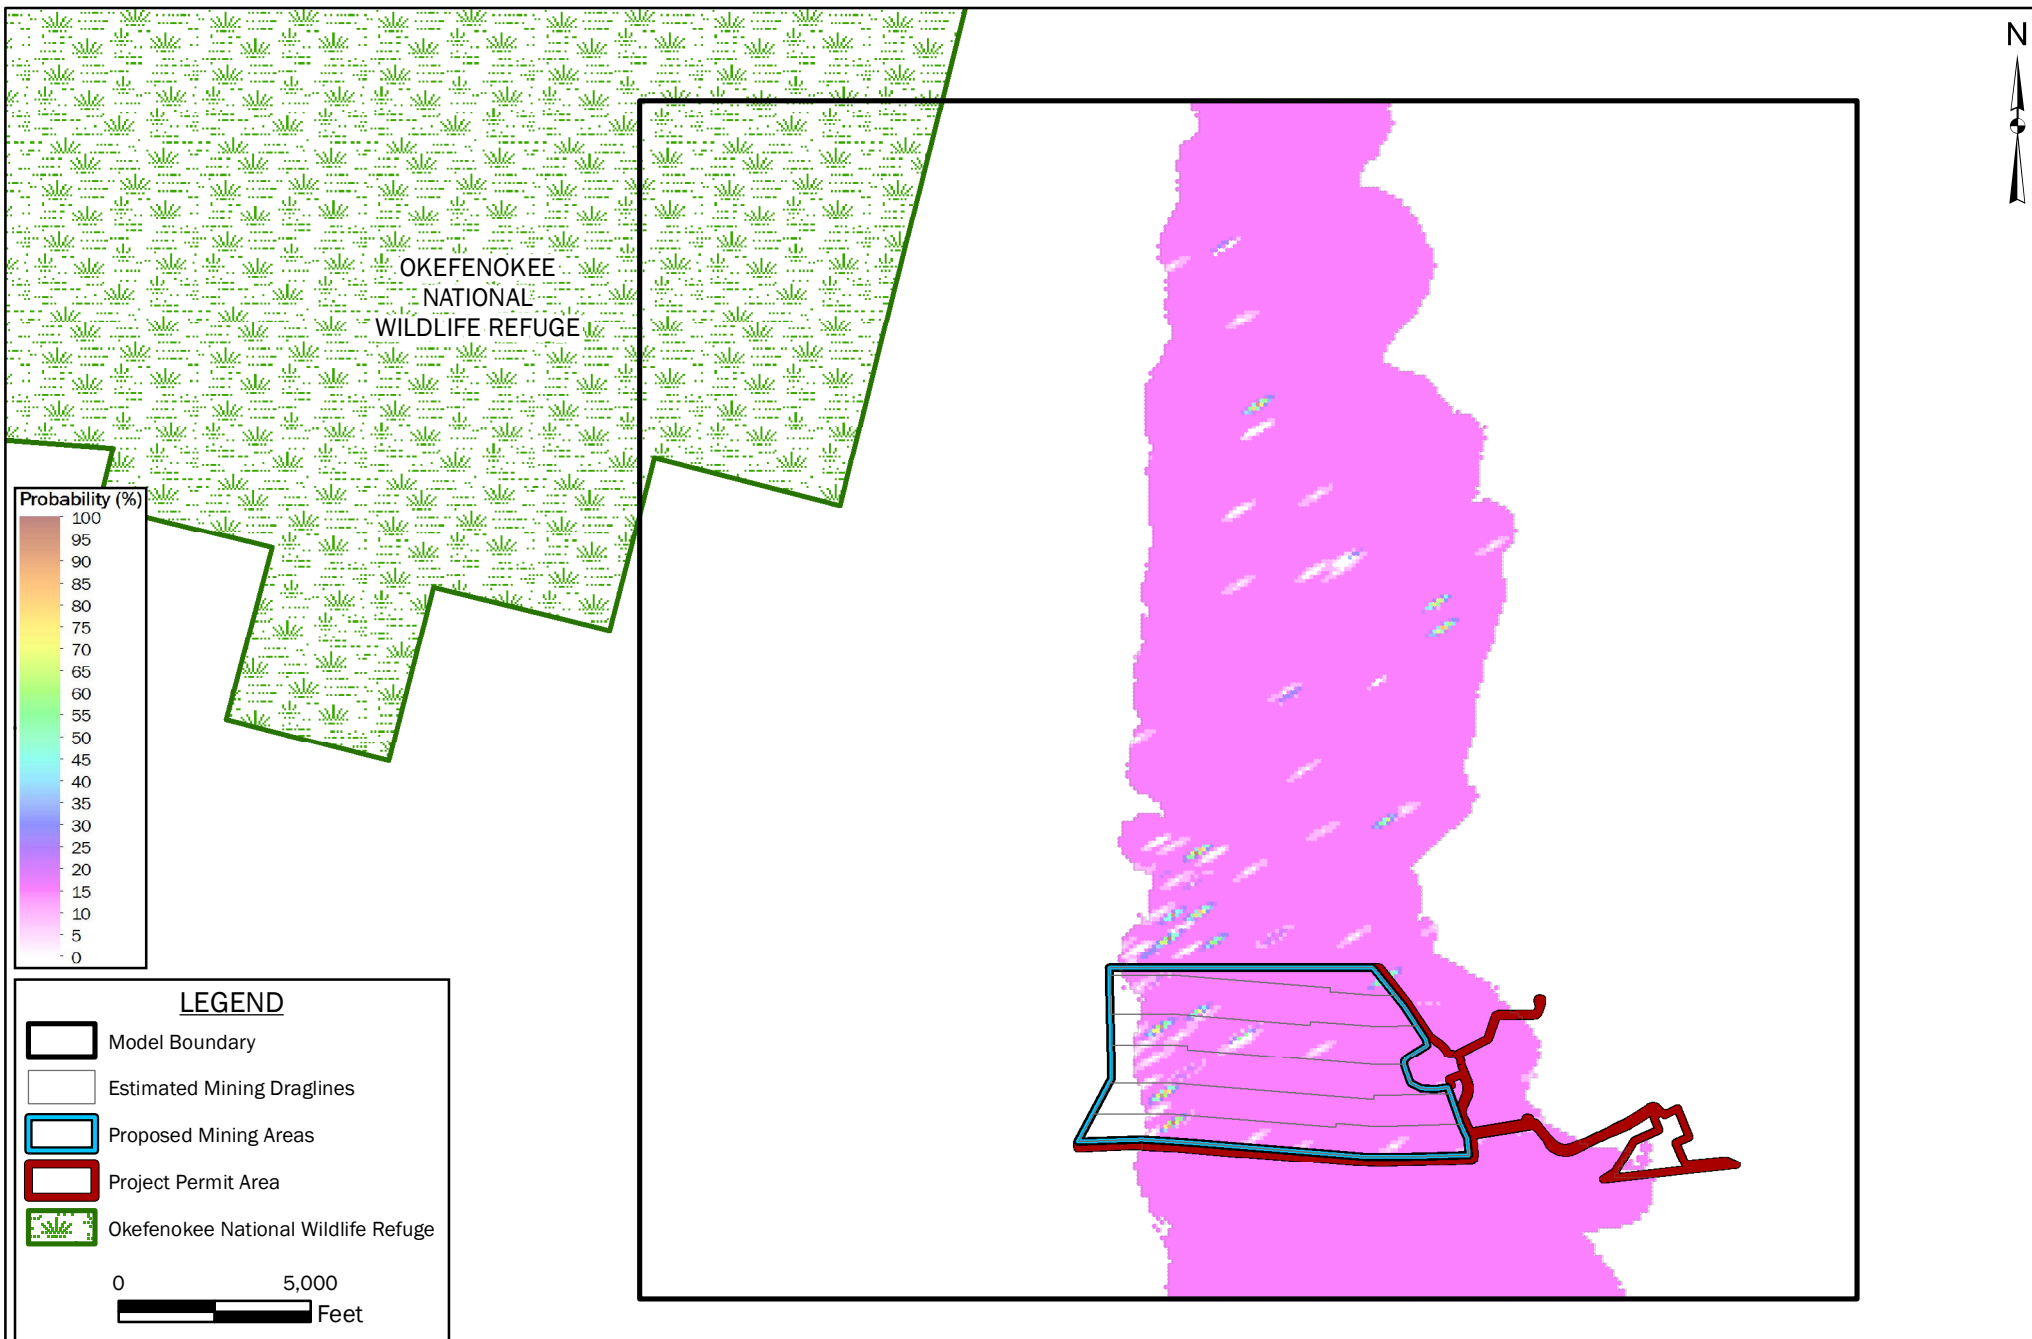 N
OKEFENOKEE
NATIONAL
WILDLIFE REFUGE
Probability (%)
100
95
90
85
80
75
70
65
60
55
50
45
40
35
30
25
20
15
10
5
0
LEGEND
Model Boundary
Estimated Mining Draglines
Proposed Mining Areas
Project Permit Area
Okefenokee National Wildlife Refuge
0 5,000
Feet